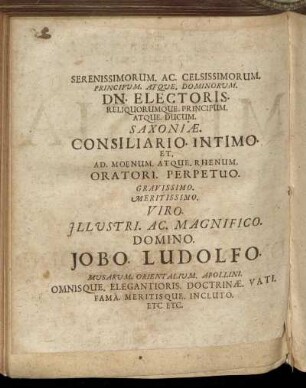 SERENISSIMORUM. AC. CELSISSIMORUM.
PRINCIPUM. ATQUE. DOMINORUM.
DN. ELECTORIS.
RELIQUORUMQUE. PRINCIPUM.
ATQUE. DUCUM.
SAXONIÆ.
CONSILIARIO. INTIMO.
ET,
AD. MOENUM. ATQUE. RHENUM.
ORATORI. PERPETUO.
GRAVISSIMO.
MERITISSIMO.
VIRO.
JLLVSTRI. AC. MAGNIFICO.
DOMINO.
JOBO. LUDOLFO.
MUSARUM. ORIENTALIUM. APOLLINI.
OMNISQUE. ELEGANTIORIS. DOCTRINÆ. VATI.
FAMA. MERITISQUE. INCLUTO.
ETC ETC.